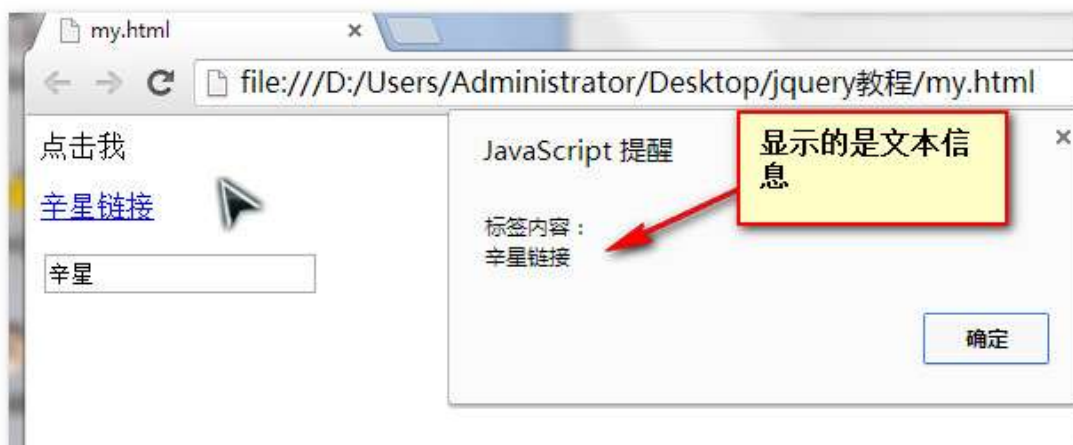 my.html
file:///D:/Users/Administrator/Desktop/jquery教程/my.html
点击我
辛星链接
辛星
JavaScript 提醒
显示的是文本信
息
标签内容：
辛星链接
确定